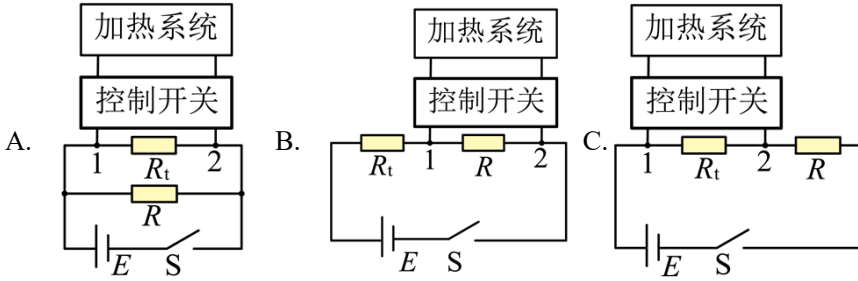 加热系统 加热系统 加热系统
控制开关 控制开关 控制开关
A. 1 Rt 2 B. Rt 1 R 2 C. 1 Rt 2 R
R
E S E S E S